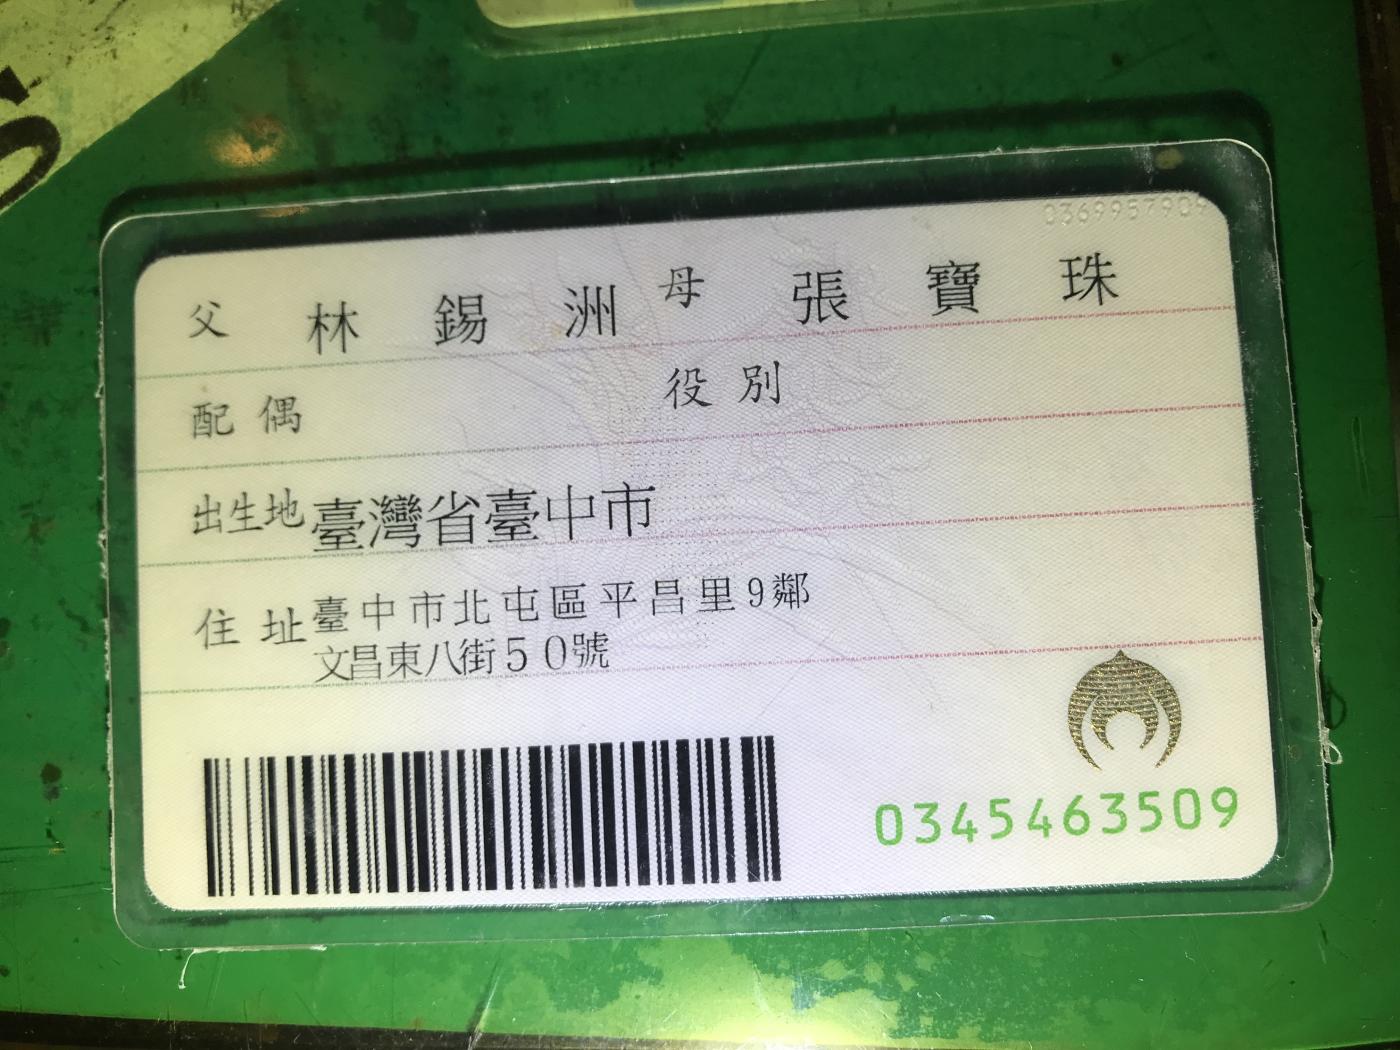 0369957909
父 林錫洲 母 張寶珠
配偶 役別
出生地 臺灣省臺中市
住址 臺中市北屯區平昌里9鄰
文昌東八街50號
0345463509